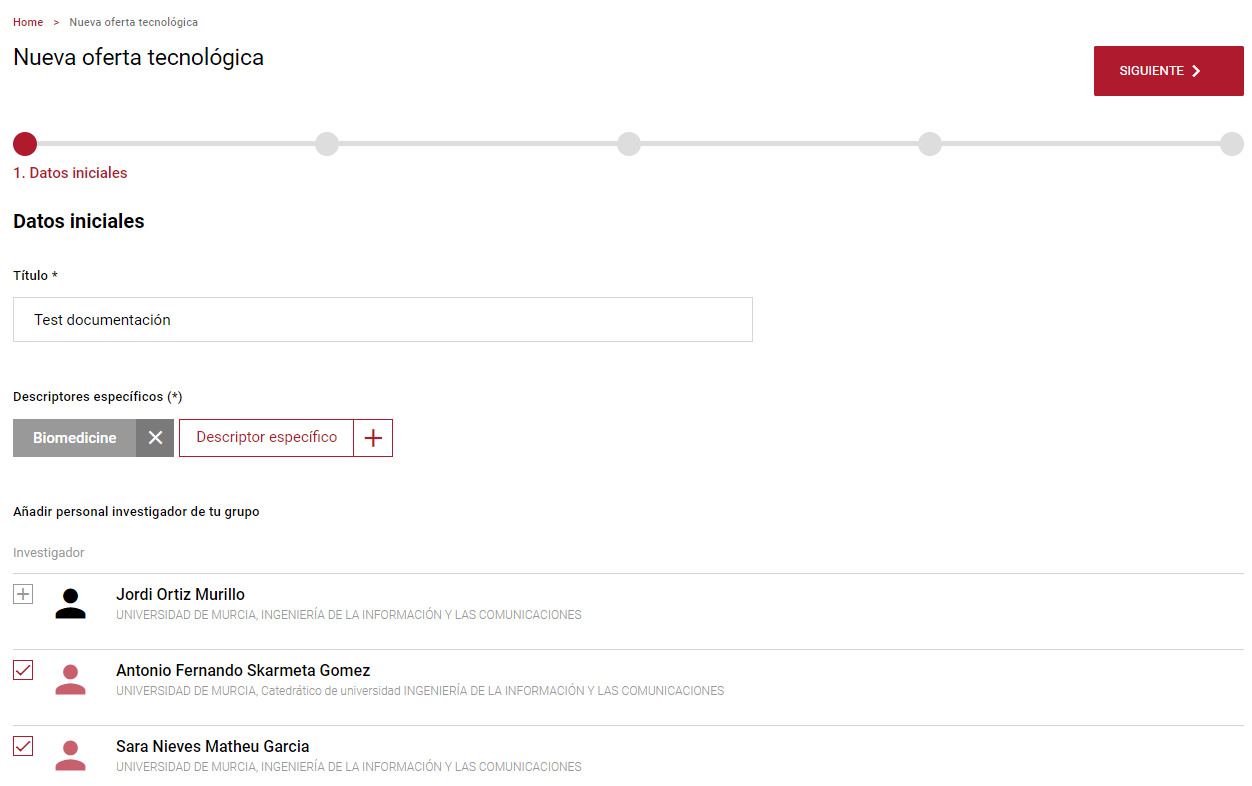 Home > Nueva oferta tecnológica
Nueva oferta tecnológica
SIGUIENTE
1. Datos iniciales
Datos iniciales
Título *
Test documentación
Descriptores específicos (*)
Biomedicine
Descriptor específico
Añadir personal investigador de tu grupo
Investigador
Jordi Ortiz Murillo
UNIVERSIDAD DE MURCIA, INGENIERÍA DE LA INFORMACIÓN Y LAS COMUNICACIONES
Antonio Fernando Skarmeta Gomez
UNIVERSIDAD DE MURCIA, Catedrático de universidad INGENIERÍA DE LA INFORMACIÓN Y LAS COMUNICACIONES
Sara Nieves Matheu Garcia
UNIVERSIDAD DE MURCIA, INGENIERÍA DE LA INFORMACIÓN Y LAS COMUNICACIONES